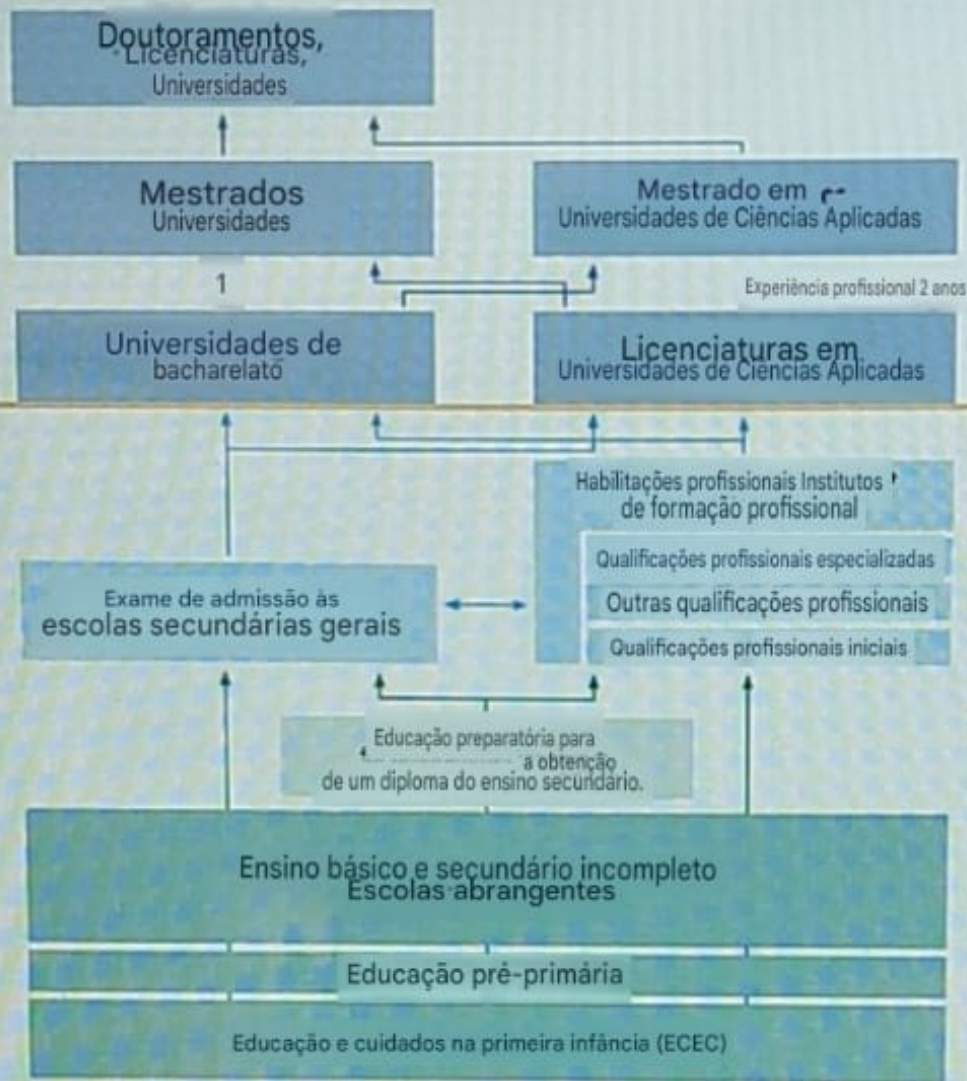 Doutoramentos,
Licenciaturas,
Universidades
Mestrados
Universidades
Mestrado em
Universidades de Ciências Aplicadas
1
Experiência profissional 2 anos
Universidades de
bacharelato
Licenciaturas em
Universidades de Ciências Aplicadas
Habilitações profissionais Institutos
de formação profissional
Qualificações profissionais especializadas
Outras qualificações profissionais
Qualificações profissionais iniciais
Exame de admissão às
escolas secundárias gerais
Educação preparatória para
a obtenção
de um diploma do ensino secundário.
Ensino básico e secundário incompleto
Escolas abrangentes
Educação pré-primária
Educação e cuidados na primeira infância (ECEC)